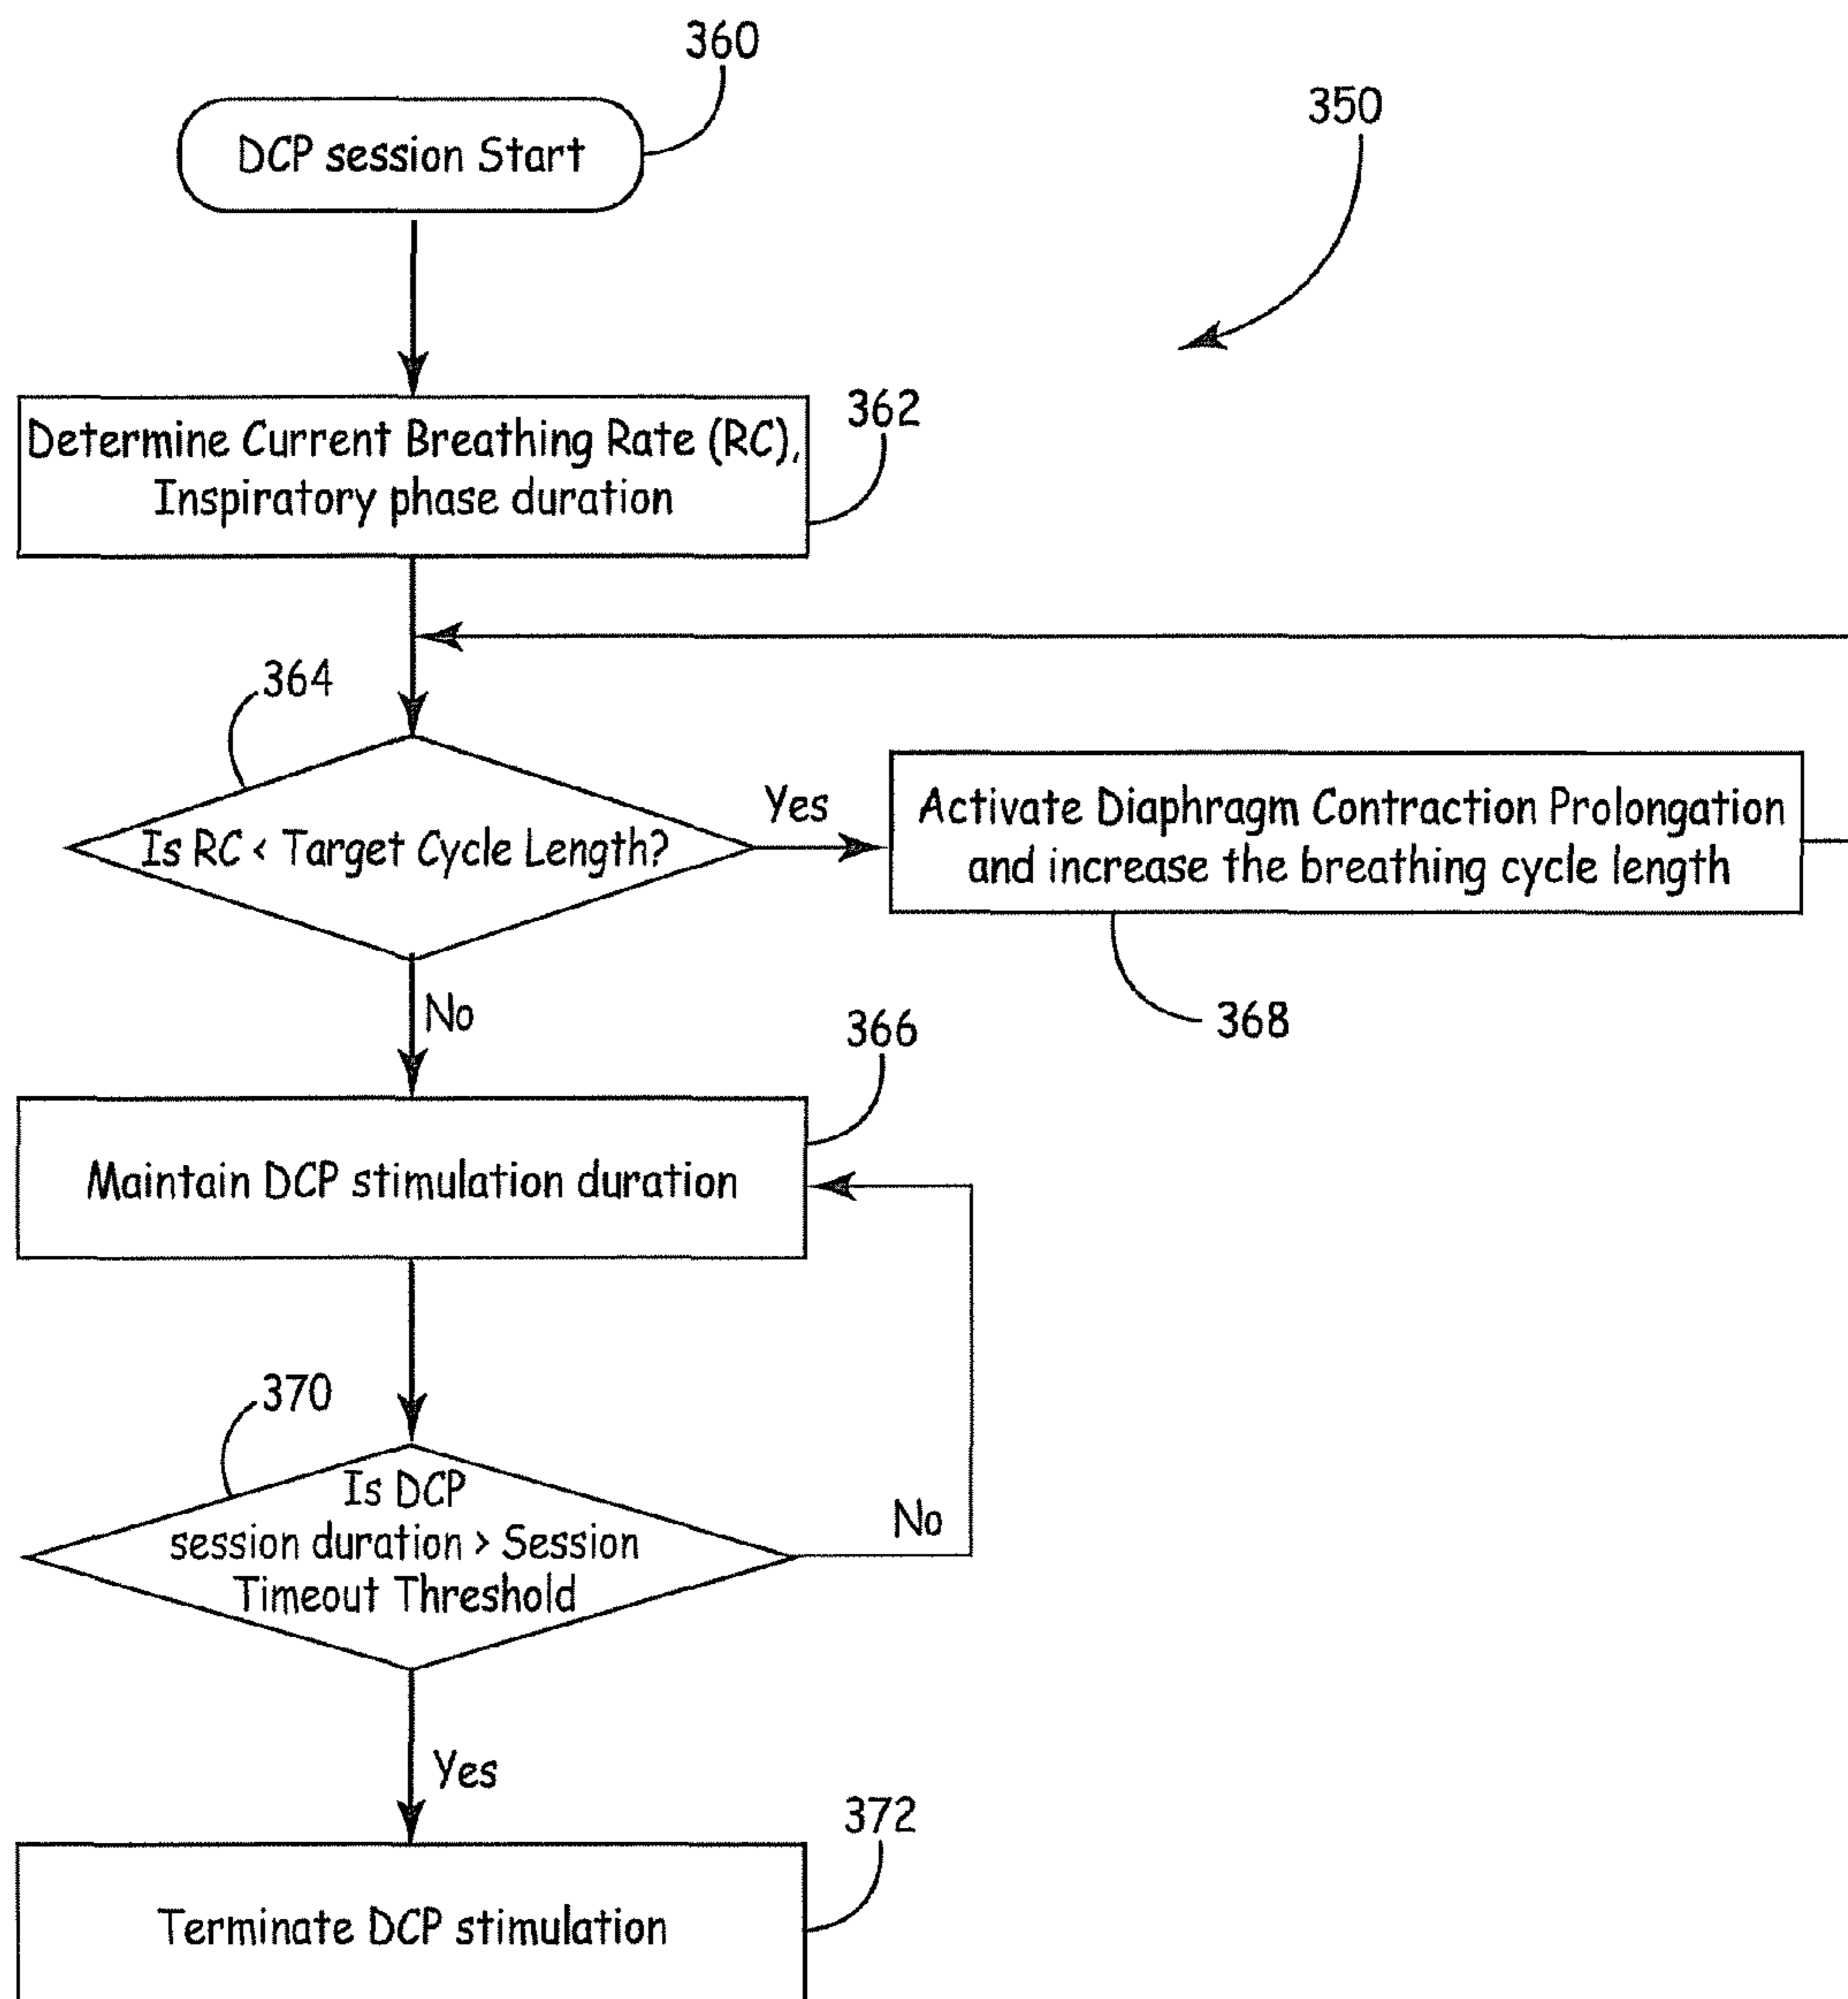 360
350
DCP session Start
362
Determine Current Breathing Rate (RC),
Inspiratory phase duration
364
Is RC < Target Cycle Length?
Yes
Activate Diaphragm Contraction Prolongation
and increase the breathing cycle length
368
No
366
Maintain DCP stimulation duration
370
Is DCP
session duration > Session
Timeout Threshold
No
Yes
372
Terminate DCP stimulation